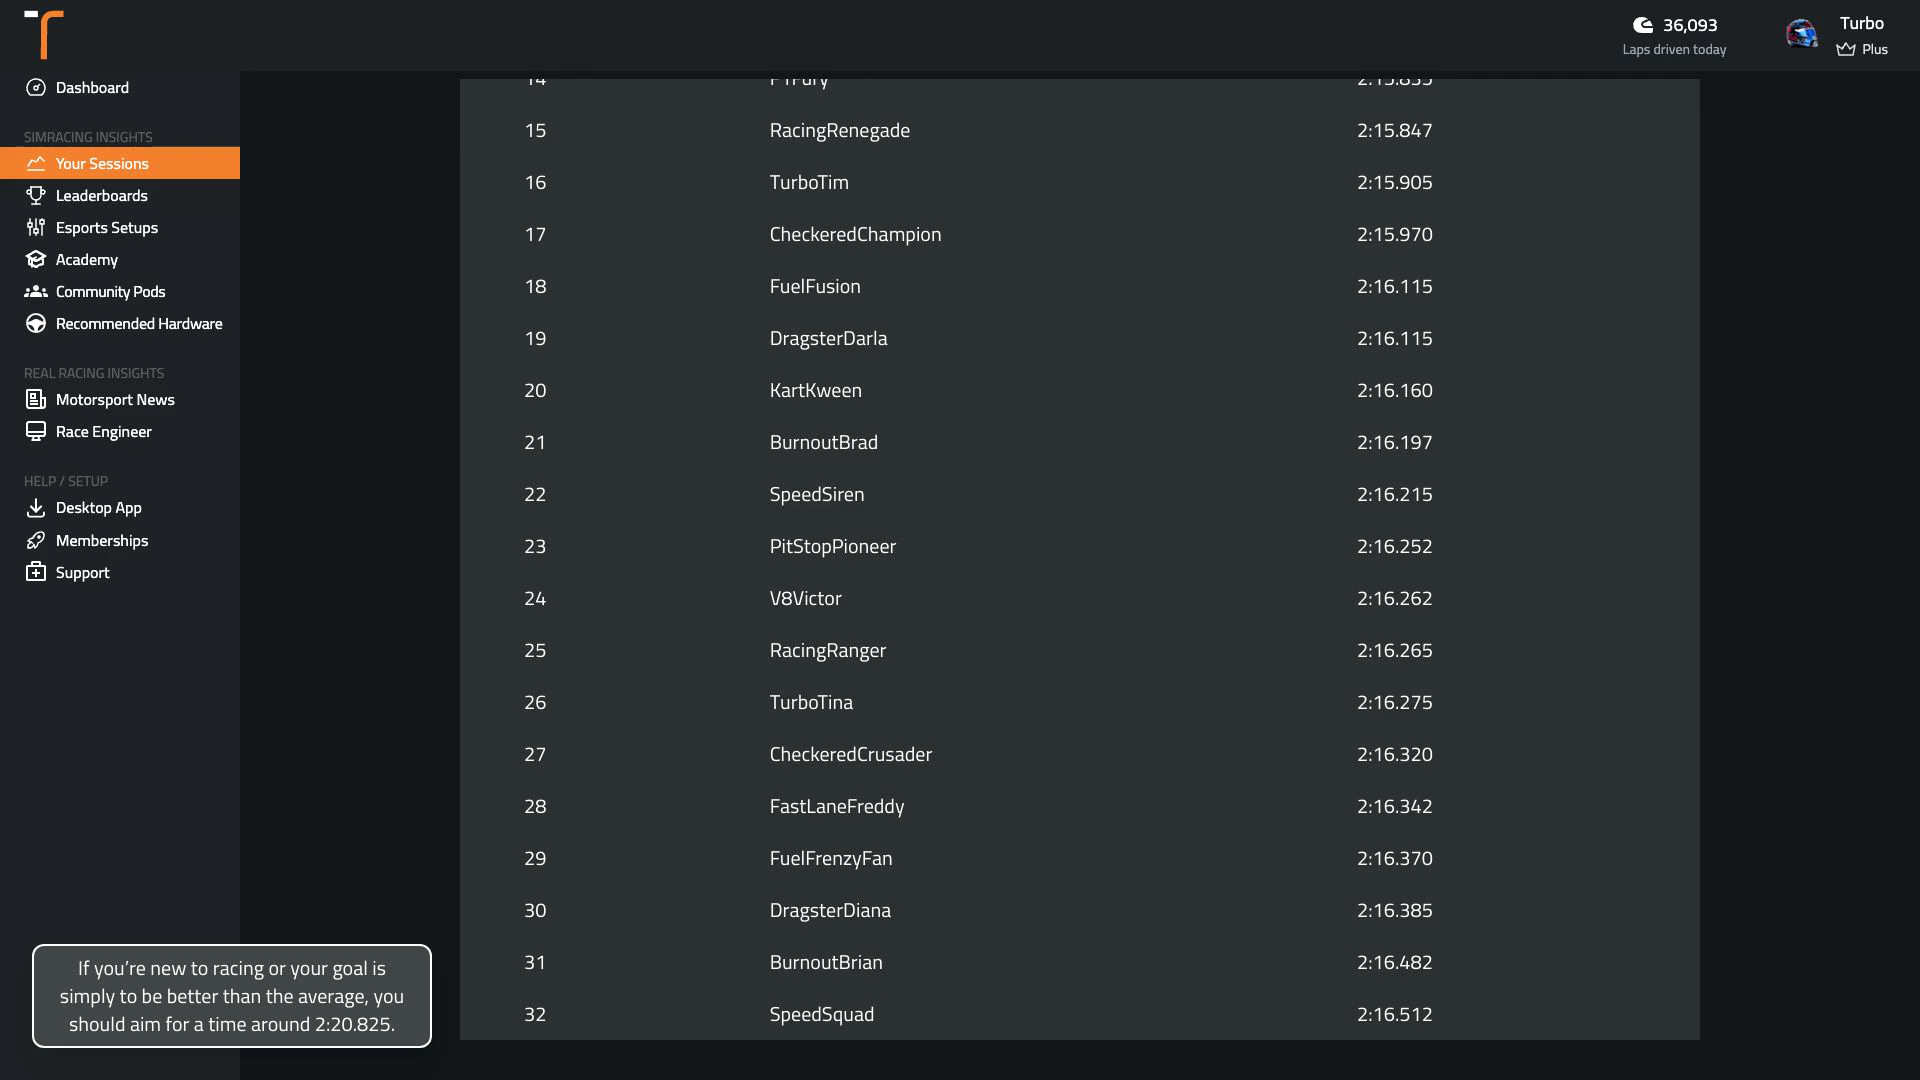 36,093
Laps driven today
Turbo
Plus
Dashboard
SIMRACING INSIGHTS
Your Sessions
Leaderboards
Esports Setups
Academy
Community Pods
Recommended Hardware
REAL RACING INSIGHTS
Motorsport News
Race Engineer
HELP / SETUP
Desktop App
Memberships
Support
14
15 RacingRenegade 2:15.847
16 TurboTim 2:15.905
17 CheckeredChampion 2:15.970
18 FuelFusion 2:16.115
19 DragsterDarla 2:16.115
20 KartKween 2:16.160
21 BurnoutBrad 2:16.197
22 SpeedSiren 2:16.215
23 PitStopPioneer 2:16.252
24 V8Victor 2:16.262
25 RacingRanger 2:16.265
26 TurboTina 2:16.275
27 CheckeredCrusader 2:16.320
28 FastLaneFreddy 2:16.342
29 FuelFrenzyFan 2:16.370
30 DragsterDiana 2:16.385
31 BurnoutBrian 2:16.482
32 SpeedSquad 2:16.512
If you're new to racing or your goal is
simply to be better than the average, you
should aim for a time around 2:20.825.